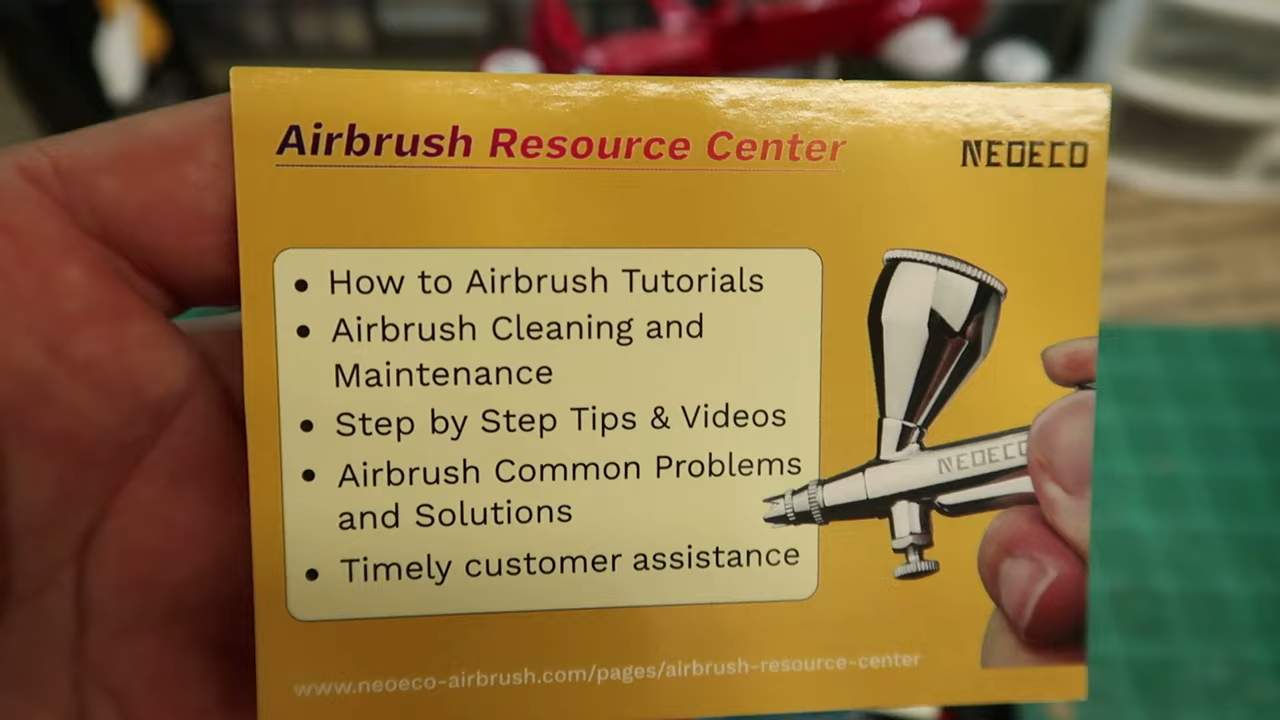 Airbrush Resource Center
NEOECO
• How to Airbrush Tutorials
• Airbrush Cleaning and
Maintenance
• Step by Step Tips & Videos
• Airbrush Common Problems
and Solutions
• Timely customer assistance
NEOECO
www.neoeco-airbrush.com/pages/airbrush-resource-center